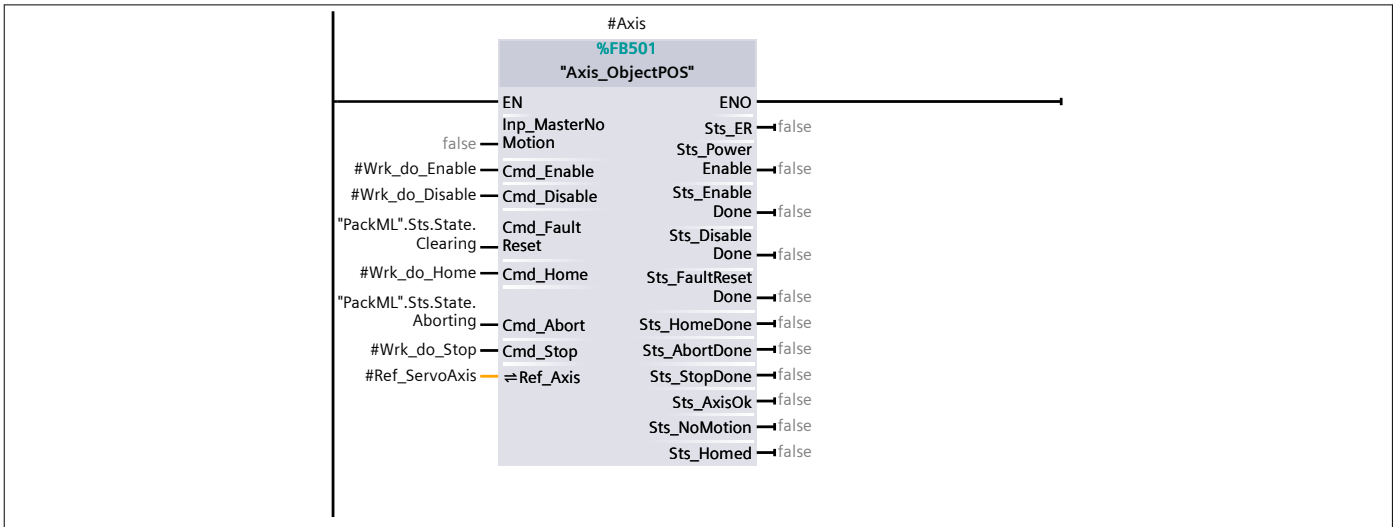 #Axis
%FB501
"Axis_ObjectPOS"
EN ENO
Inp_MasterNo
Sts_ER false
false Motion
Sts_Power
#Wrk_do_Enable Cmd_Enable Enable false
#Wrk_do_Disable Cmd_Disable Sts_Enable
Done false
"PackML".Sts.State. Cmd_Fault
Sts_Disable
Clearing Reset
Done false
#Wrk_do_Home Cmd_Home Sts_FaultReset
Done false
"PackML".Sts.State.
Aborting Cmd_Abort Sts_HomeDone false
#Wrk_do_Stop Cmd_Stop Sts_AbortDone false
#Ref_ServoAxis ⇌Ref_Axis Sts_StopDone false
Sts_AxisOk false
Sts_NoMotion false
Sts_Homed false